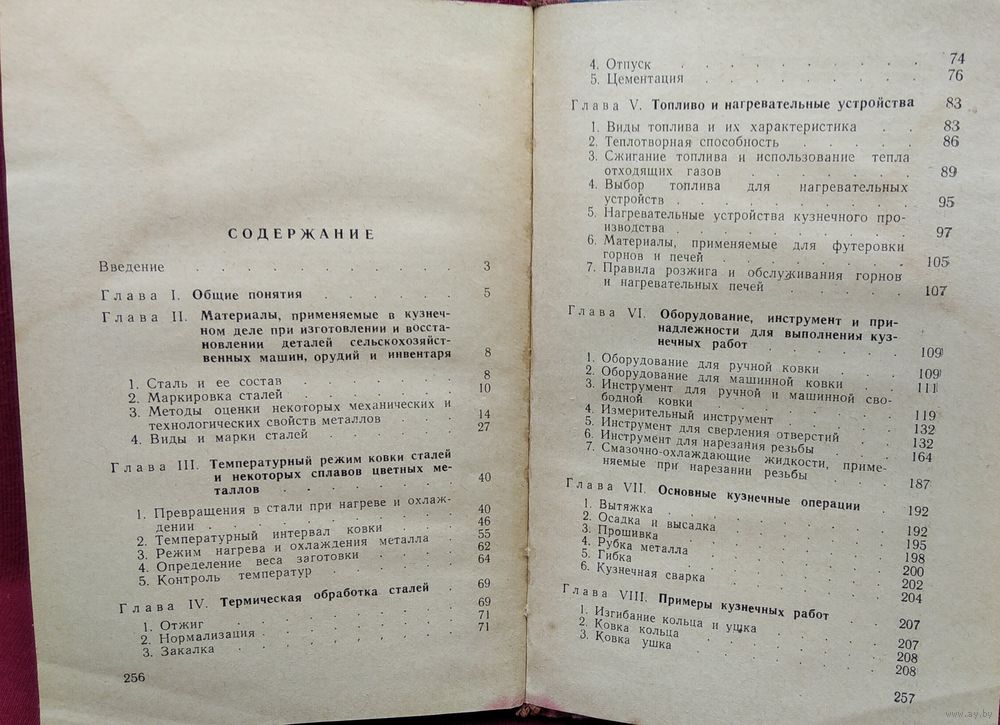 СОДЕРЖАНИЕ
Введение . . . . . . . . . . . . 3
Глава I. Общие понятия . . . . . . 5
Глава II. Материалы, применяемые в кузнеч-
ном деле при изготовлении и восста-
новлении деталей сельскохозяйст-
венных машин, орудий и инвентаря 8
1. Сталь и ее состав . . . . . . . 8
2. Маркировка сталей . . . . . . . 10
3. Методы оценки некоторых механических и
технологических свойств металлов . . . 14
4. Виды и марки сталей . . . . . . 27
Глава III. Температурный режим ковки сталей
и некоторых сплавов цветных ме-
таллов . . . . . . . . 40
1. Превращения в стали при нагреве и охлаж-
дении . . . . . . . . . 40
2. Температурный интервал ковки . . . 46
3. Режим нагрева и охлаждения металла . 55
4. Определение веса заготовки . . . . 62
5. Контроль температур . . . . . . 64
Глава IV. Термическая обработка сталей . 69
1. Отжиг . . . . . . . . . 69
2. Нормализация . . . . . . . . 71
3. Закалка . . . . . . . . . 71
256
4. Отпуск . . . . . . . . . 74
5. Цементация . . . . . . . . 76
Глава V. Топливо и нагревательные устройства 83
1. Виды топлива и их характеристика . . 83
2. Теплотворная способность . . . . . 86
3. Сжигание топлива и использование тепла
отходящих газов . . . . . . . 89
4. Выбор топлива для нагревательных
устройств . . . . . . . . . 95
5. Нагревательные устройства кузнечного про-
изводства . . . . . . . . . 97
6. Материалы, применяемые для футеровки
горнов и печей . . . . . . . . 105
7. Правила розжига и обслуживания горнов
и нагревательных печей . . . . . . 107
Глава VI. Оборудование, инструмент и при-
надлежности для выполнения куз-
нечных работ . . . . . . 109
1. Оборудование для ручной ковки . . . 109
2. Оборудование для машинной ковки . . 111
3. Инструмент для ручной и машинной сво-
бодной ковки . . . . . . . . 119
4. Измерительный инструмент . . . . . 132
5. Инструмент для сверления отверстий . . 132
6. Инструмент для нарезания резьбы . . . 164
7. Смазочно-охлаждающие жидкости, приме-
няемые при нарезании резьбы . . . . 187
Глава VII. Основные кузнечные операции . 192
1. Вытяжка . . . . . . . . . 192
2. Осадка и высадка . . . . . . . 195
3. Прошивка . . . . . . . . . 198
4. Рубка металла . . . . . . . . 200
5. Гибка . . . . . . . . . . 202
6. Кузнечная сварка . . . . . . . 204
Глава VIII. Примеры кузнечных работ . . 207
1. Изгибание кольца и ушка . . . . . 207
2. Ковка кольца . . . . . . . . 208
3. Ковка ушка . . . . . . . . 208
257
www.ay.by